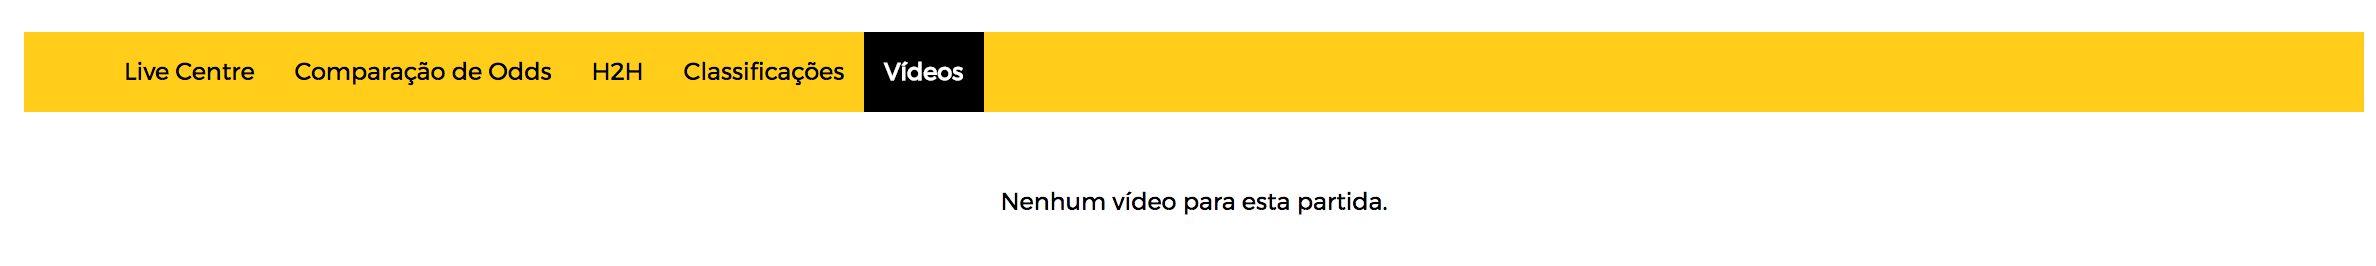 Live Centre Comparação de Odds H2H Classificações Vídeos
Nenhum vídeo para esta partida.